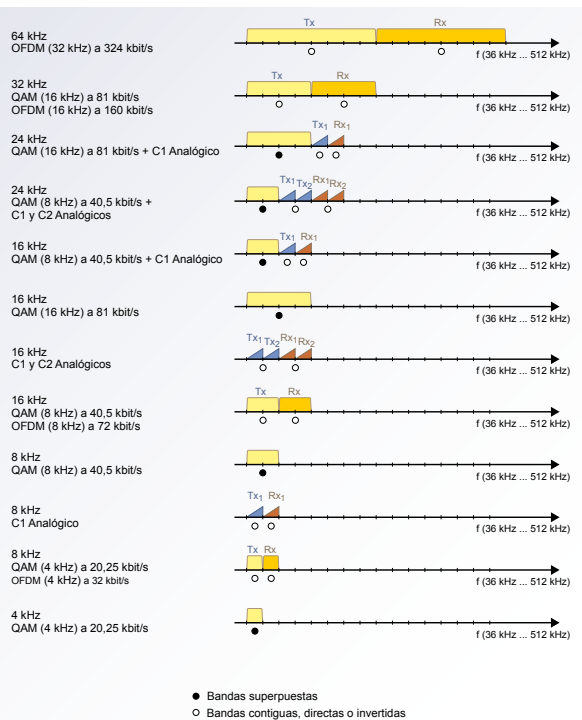 Tx Rx
64 kHz
OFDM (32 kHz) a 324 kbit/s
f (36 kHz ... 512 kHz)
Tx Rx
32 kHz
QAM (16 kHz) a 81 kbit/s
OFDM (16 kHz) a 160 kbit/s
f (36 kHz ... 512 kHz)
Tx1 Rx1
24 kHz
QAM (16 kHz) a 81 kbit/s + C1 Analógico
f (36 kHz ... 512 kHz)
Tx1 Tx2 Rx1 Rx2
24 kHz
QAM (8 kHz) a 40,5 kbit/s +
C1 y C2 Analógicos
f (36 kHz ... 512 kHz)
Tx1 Rx1
16 kHz
QAM (8 kHz) a 40,5 kbit/s + C1 Analógico
f (36 kHz ... 512 kHz)
16 kHz
QAM (16 kHz) a 81 kbit/s
f (36 kHz ... 512 kHz)
Tx1 Tx2 Rx1 Rx2
16 kHz
C1 y C2 Analógicos
f (36 kHz ... 512 kHz)
Tx Rx
16 kHz
QAM (8 kHz) a 40,5 kbit/s
OFDM (8 kHz) a 72 kbit/s
f (36 kHz ... 512 kHz)
8 kHz
QAM (8 kHz) a 40,5 kbit/s
f (36 kHz ... 512 kHz)
Tx1 Rx1
8 kHz
C1 Analógico
f (36 kHz ... 512 kHz)
Tx Rx
8 kHz
QAM (4 kHz) a 20,25 kbit/s
OFDM (4 kHz) a 32 kbit/s
f (36 kHz ... 512 kHz)
4 kHz
QAM (4 kHz) a 20,25 kbit/s
f (36 kHz ... 512 kHz)
Bandas superpuestas
Bandas contiguas, directas o invertidas